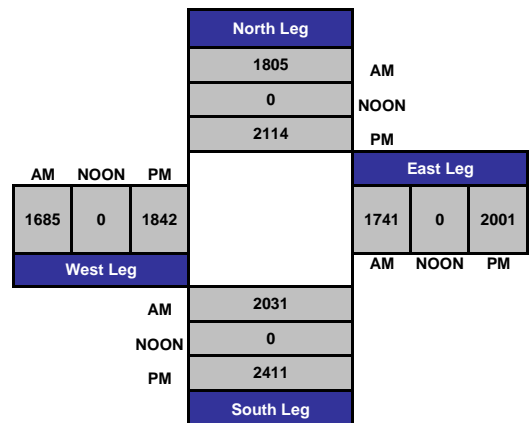 North Leg
1805 AM
0 NOON
2114 PM
AM NOON PM
East Leg
1685 0 1842
1741 0 2001
West Leg
AM NOON PM
AM 2031
NOON 0
PM 2411
South Leg